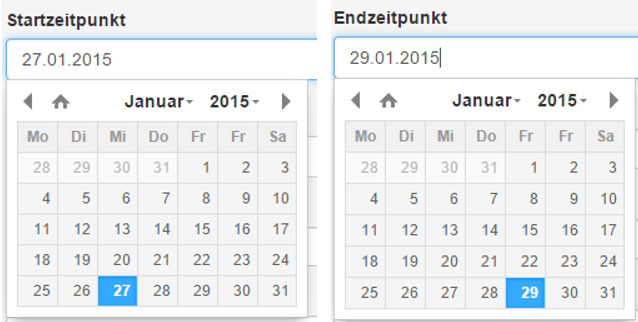 Startzeitpunkt
27.01.2015
Januar 2015
Mo Di Mi Do Fr Fr Sa
28 29 30 31 1 2 3
4 5 6 7 8 9 10
11 12 13 14 15 16 17
18 19 20 21 22 23 24
25 26 27 28 29 30 31
Endzeitpunkt
29.01.2015
Januar 2015
Mo Di Mi Do Fr Fr Sa
28 29 30 31 1 2 3
4 5 6 7 8 9 10
11 12 13 14 15 16 17
18 19 20 21 22 23 24
25 26 27 28 29 30 31